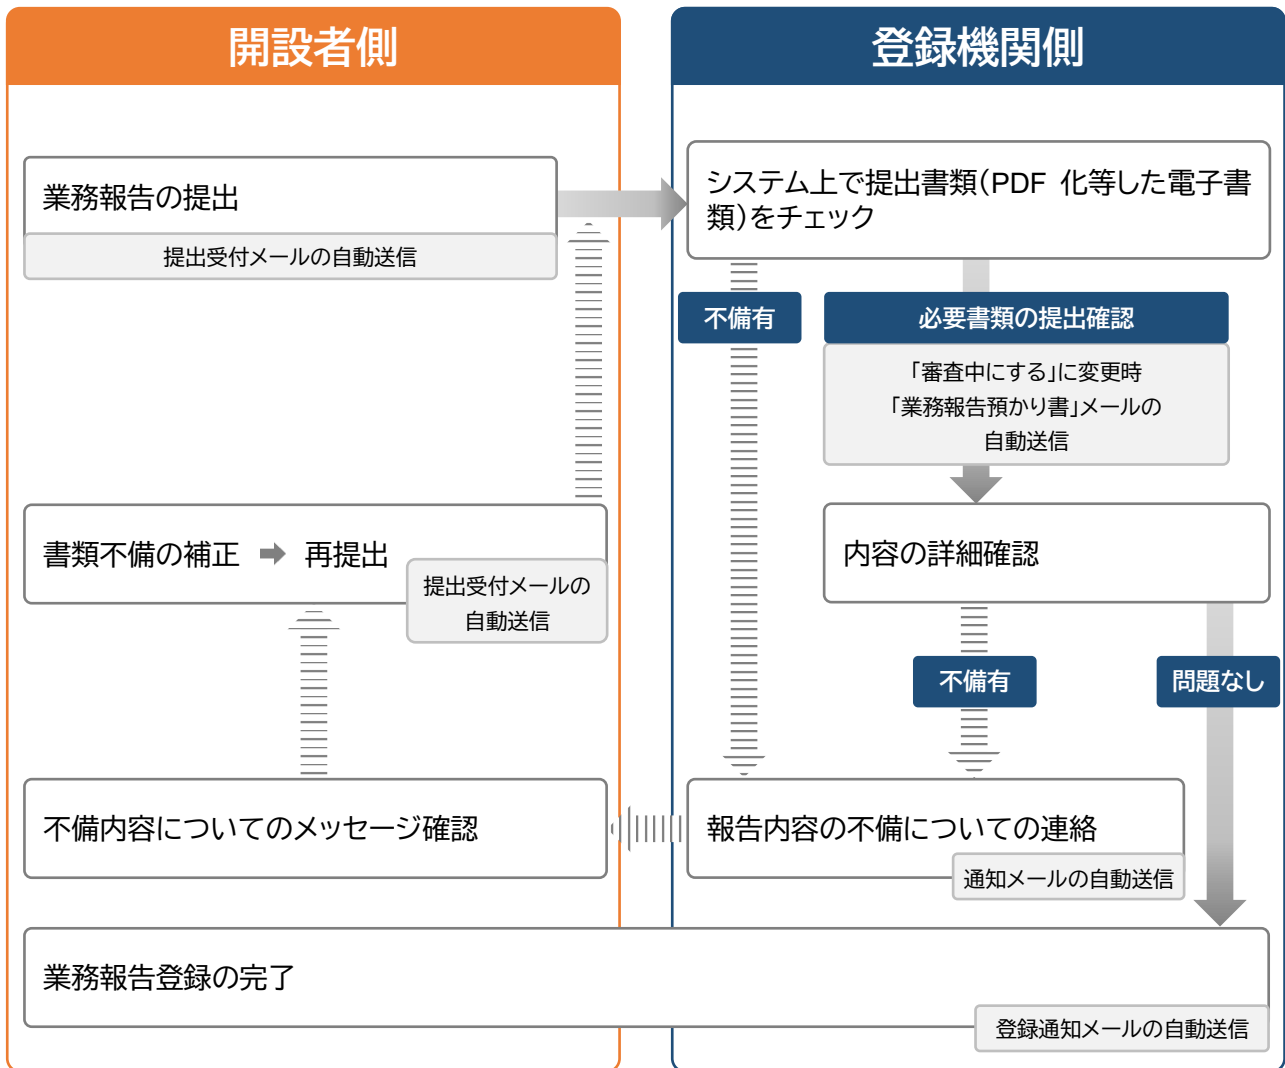 開設者側
登録機関側
業務報告の提出
提出受付メールの自動送信
システム上で提出書類（PDF 化等した電子書
類）をチェック
不備有
必要書類の提出確認
「審査中にする」に変更時
「業務報告預かり書」メールの
自動送信
書類不備の補正 ➡ 再提出
提出受付メールの
自動送信
内容の詳細確認
不備有
問題なし
不備内容についてのメッセージ確認
報告内容の不備についての連絡
通知メールの自動送信
業務報告登録の完了
登録通知メールの自動送信